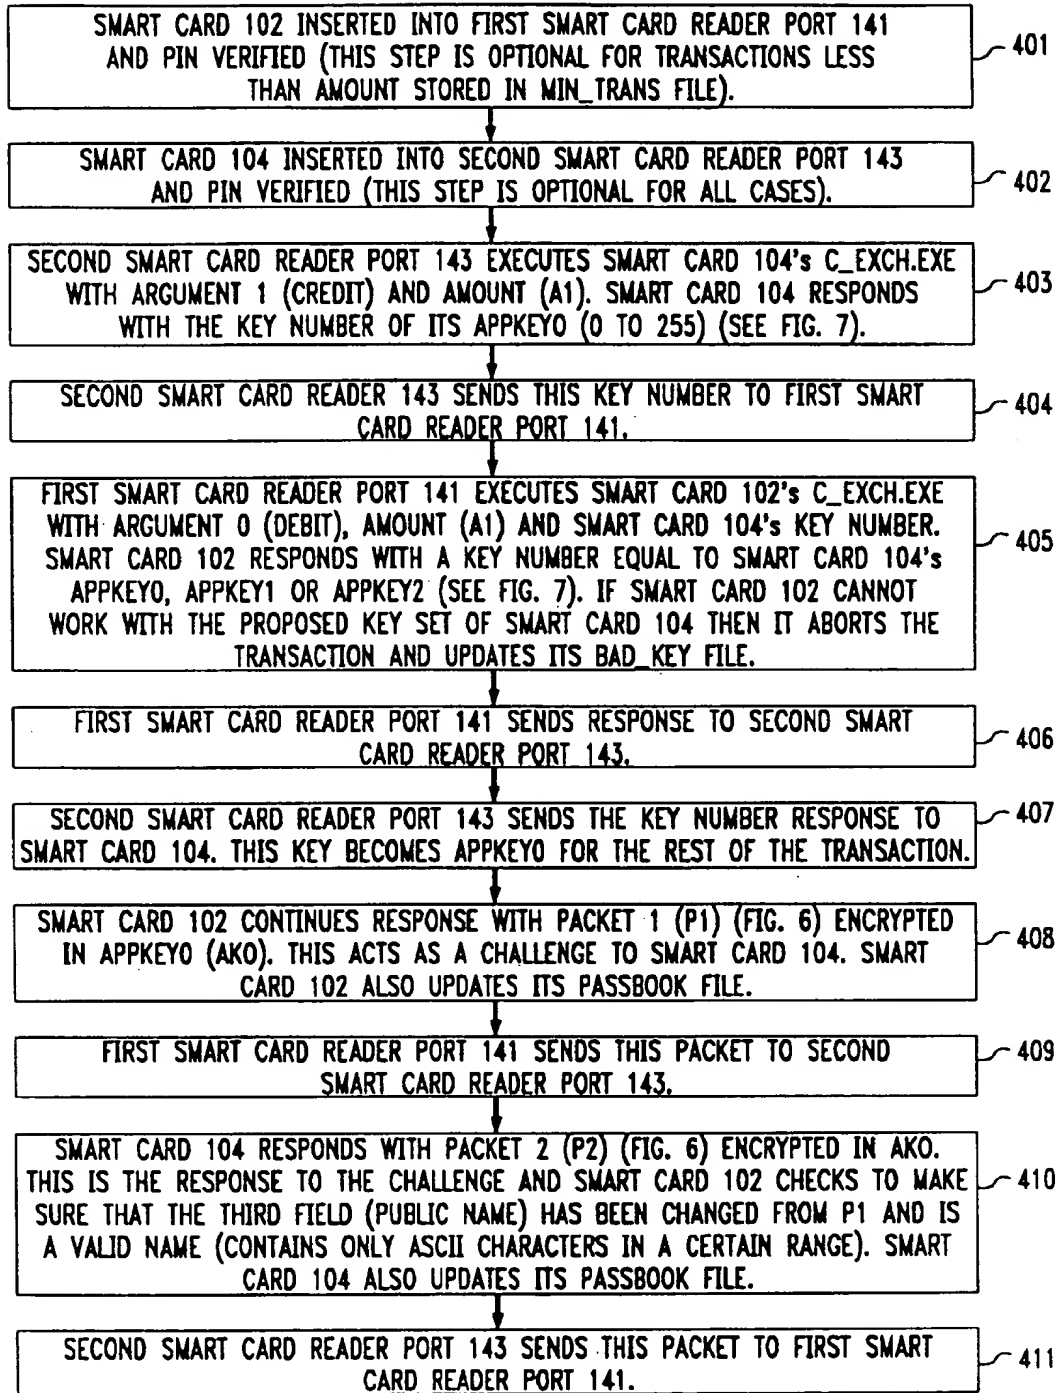 SMART CARD 102 INSERTED INTO FIRST SMART CARD READER PORT 141
AND PIN VERIFIED (THIS STEP IS OPTIONAL FOR TRANSACTIONS LESS
THAN AMOUNT STORED IN MIN_TRANS FILE).
401
SMART CARD 104 INSERTED INTO SECOND SMART CARD READER PORT 143
AND PIN VERIFIED (THIS STEP IS OPTIONAL FOR ALL CASES).
402
SECOND SMART CARD READER PORT 143 EXECUTES SMART CARD 104's C_EXCH.EXE
WITH ARGUMENT 1 (CREDIT) AND AMOUNT (A1). SMART CARD 104 RESPONDS
WITH THE KEY NUMBER OF ITS APPKEY0 (0 TO 255) (SEE FIG. 7).
403
SECOND SMART CARD READER 143 SENDS THIS KEY NUMBER TO FIRST SMART
CARD READER PORT 141.
404
FIRST SMART CARD READER PORT 141 EXECUTES SMART CARD 102's C_EXCH.EXE
WITH ARGUMENT 0 (DEBIT), AMOUNT (A1) AND SMART CARD 104's KEY NUMBER.
SMART CARD 102 RESPONDS WITH A KEY NUMBER EQUAL TO SMART CARD 104's
APPKEY0, APPKEY1 OR APPKEY2 (SEE FIG. 7). IF SMART CARD 102 CANNOT
WORK WITH THE PROPOSED KEY SET OF SMART CARD 104 THEN IT ABORTS THE
TRANSACTION AND UPDATES ITS BAD_KEY FILE.
405
FIRST SMART CARD READER PORT 141 SENDS RESPONSE TO SECOND SMART
CARD READER PORT 143.
406
SECOND SMART CARD READER PORT 143 SENDS THE KEY NUMBER RESPONSE TO
SMART CARD 104. THIS KEY BECOMES APPKEY0 FOR THE REST OF THE TRANSACTION.
407
SMART CARD 102 CONTINUES RESPONSE WITH PACKET 1 (P1) (FIG. 6) ENCRYPTED
IN APPKEY0 (AK0). THIS ACTS AS A CHALLENGE TO SMART CARD 104. SMART
CARD 102 ALSO UPDATES ITS PASSBOOK FILE.
408
FIRST SMART CARD READER PORT 141 SENDS THIS PACKET TO SECOND
SMART CARD READER PORT 143.
409
SMART CARD 104 RESPONDS WITH PACKET 2 (P2) (FIG. 6) ENCRYPTED IN AK0.
THIS IS THE RESPONSE TO THE CHALLENGE AND SMART CARD 102 CHECKS TO MAKE
SURE THAT THE THIRD FIELD (PUBLIC NAME) HAS BEEN CHANGED FROM P1 AND IS
A VALID NAME (CONTAINS ONLY ASCII CHARACTERS IN A CERTAIN RANGE). SMART
CARD 104 ALSO UPDATES ITS PASSBOOK FILE.
410
SECOND SMART CARD READER PORT 143 SENDS THIS PACKET TO FIRST SMART
CARD READER PORT 141.
411